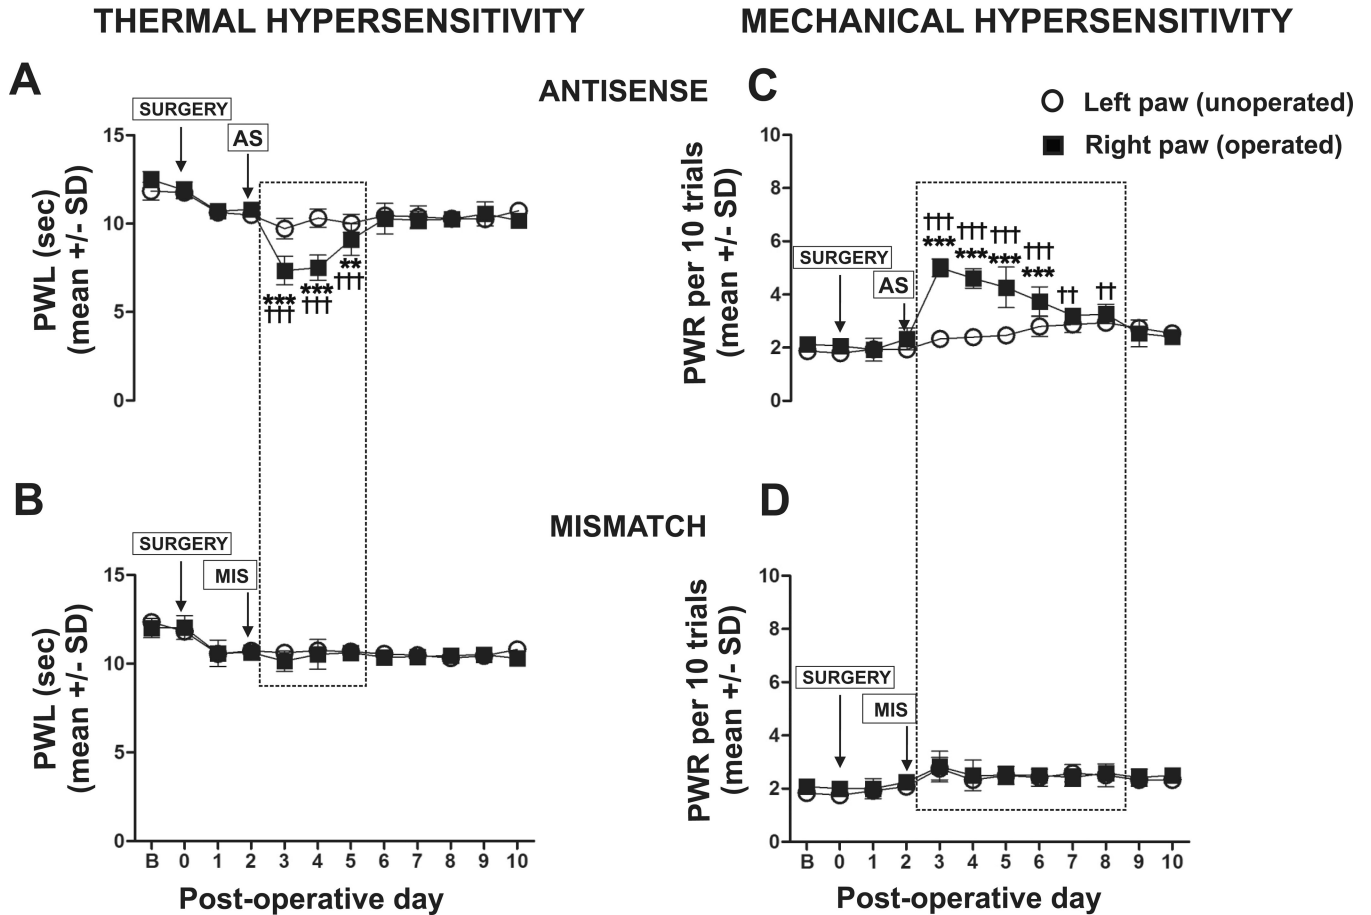 THERMAL HYPERSENSITIVITY
MECHANICAL HYPERSENSITIVITY
ANTISENSE
A
SURGERY
AS
PWL (sec)
(mean +/- SD)
15
10
5
0
***
†††
***
†††
**
†††
C
Left paw (unoperated)
Right paw (operated)
SURGERY
AS
PWR per 10 trials
(mean +/- SD)
10
8
6
4
2
0
†††
***
†††
***
†††
***
†††
***
††
††
MISMATCH
B
SURGERY
MIS
PWL (sec)
(mean +/- SD)
15
10
5
0
B 0 1 2 3 4 5 6 7 8 9 10
Post-operative day
D
SURGERY
MIS
PWR per 10 trials
(mean +/- SD)
10
8
6
4
2
0
B 0 1 2 3 4 5 6 7 8 9 10
Post-operative day